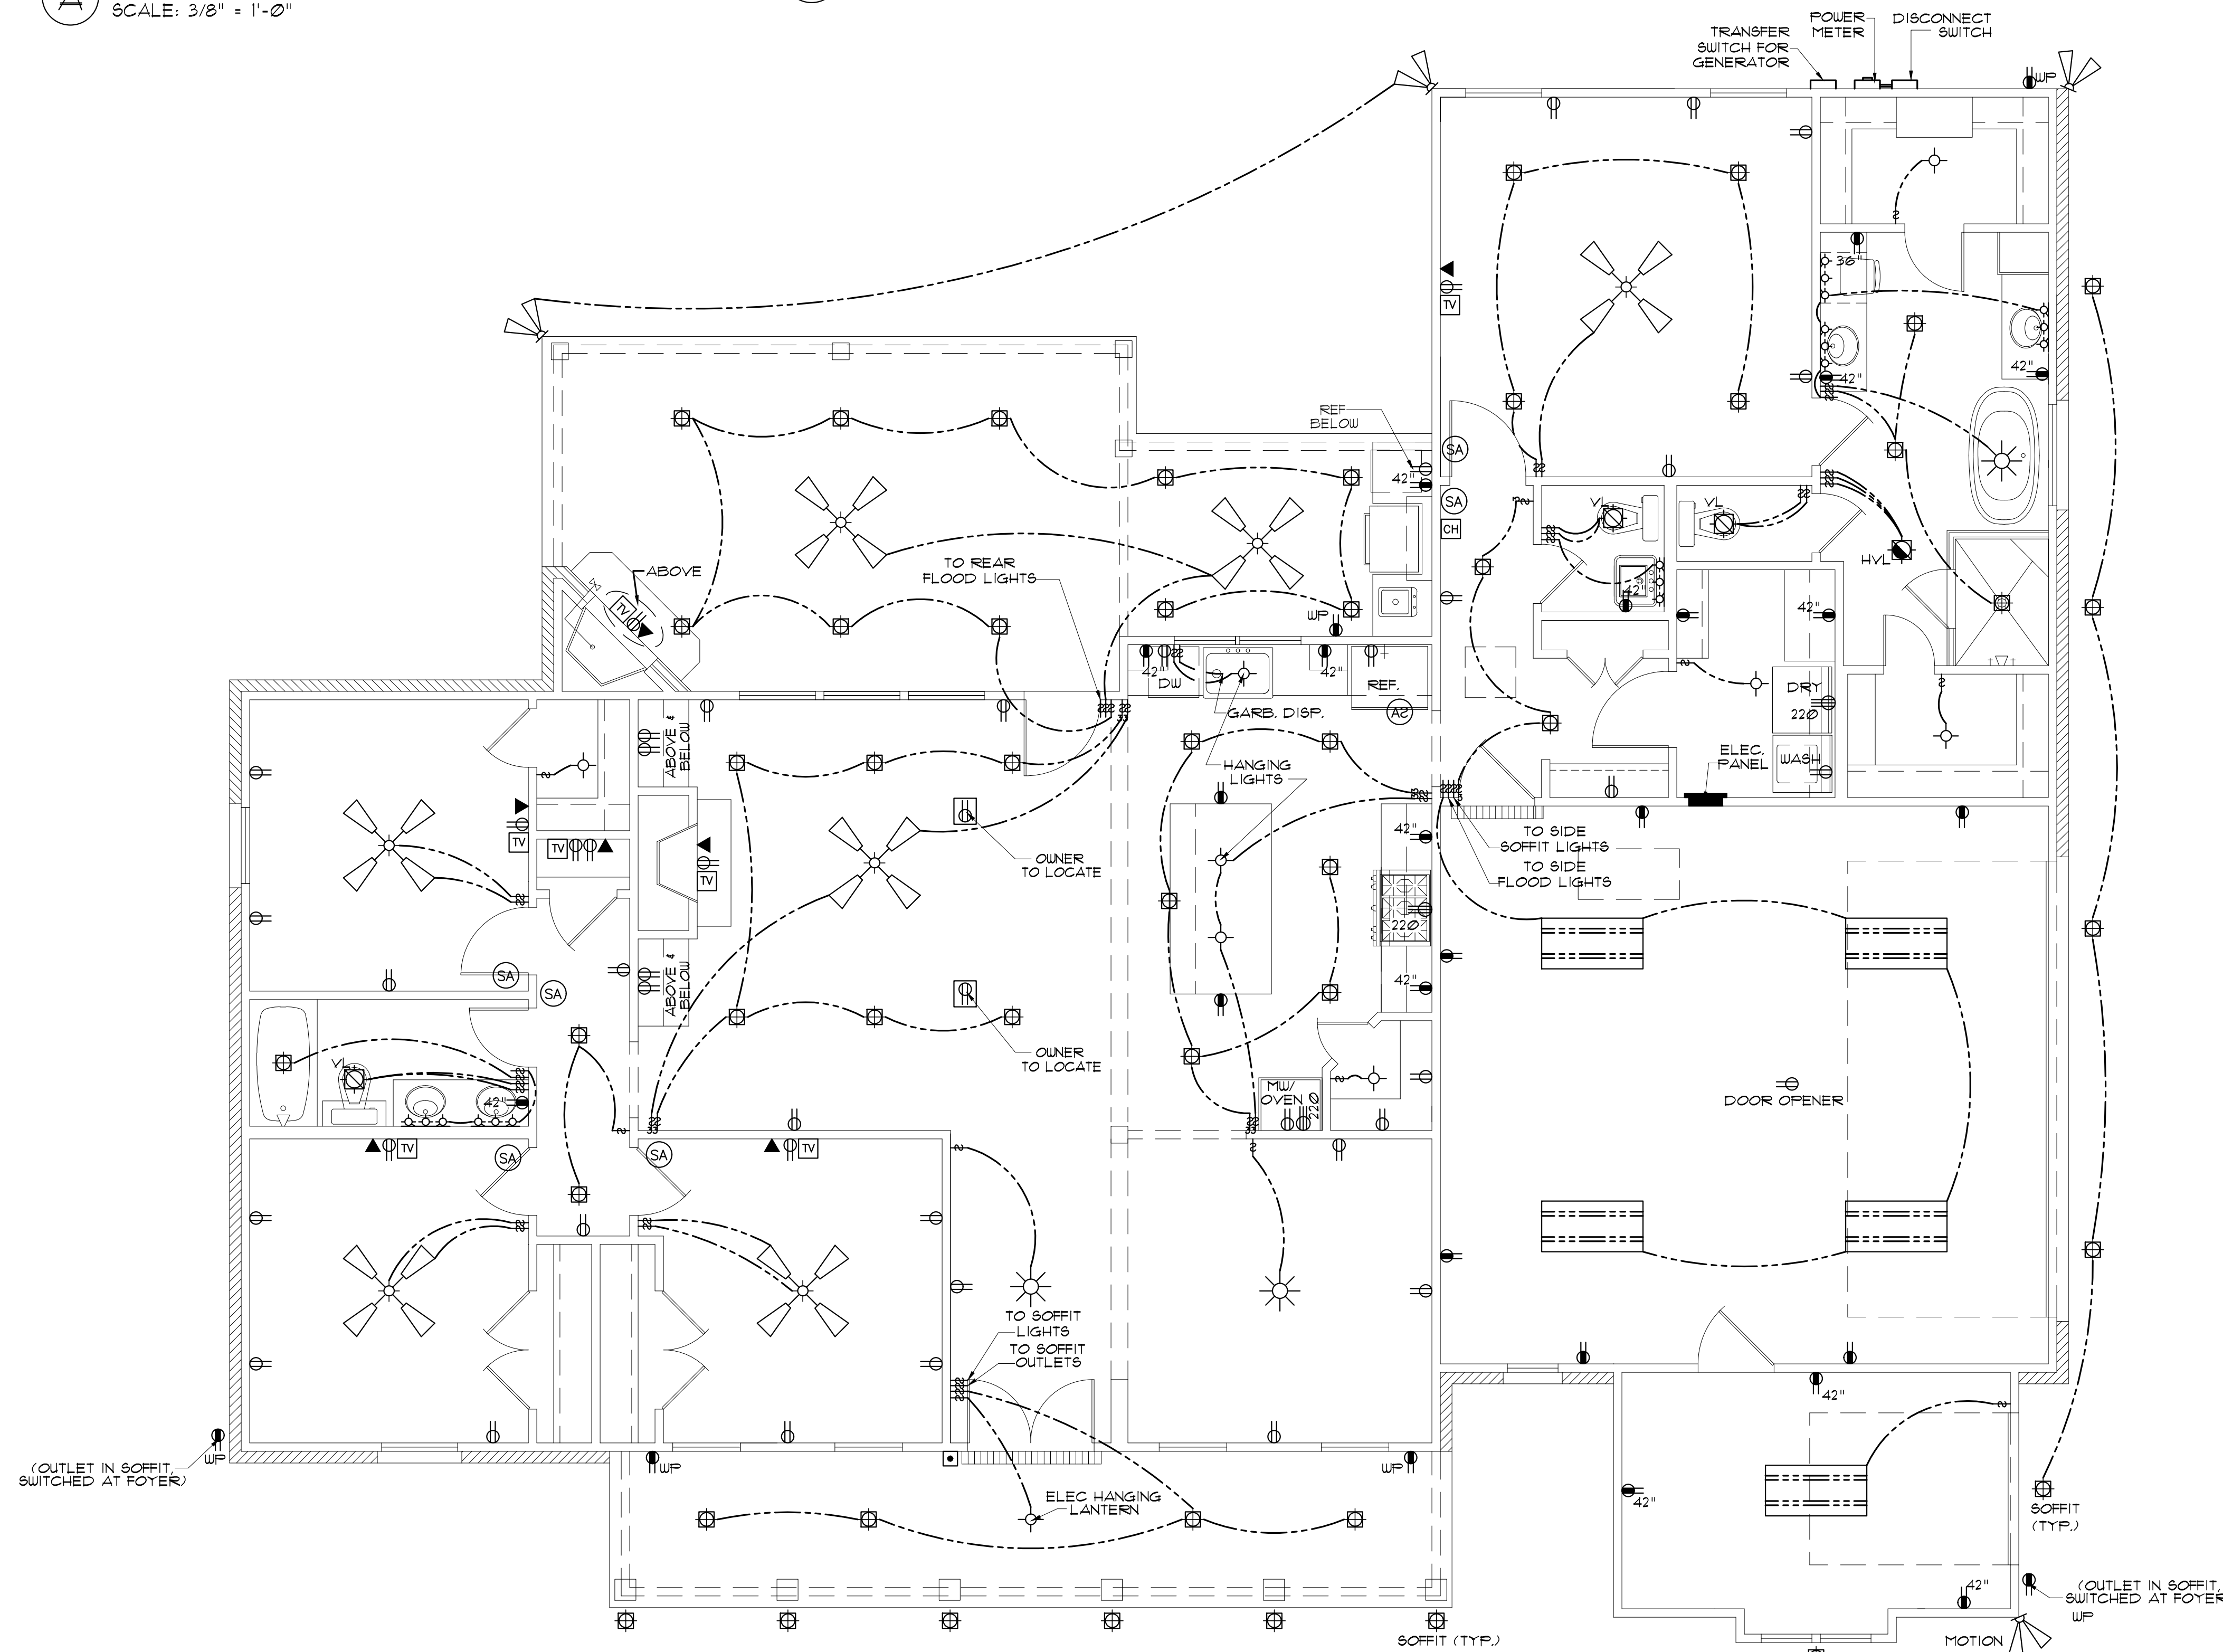 A
SCALE: 3/8" = 1'-0"
TRANSFER
SWITCH FOR
GENERATOR
POWER
METER
DISCONNECT
SWITCH
WP
36"
TV
42"
42"
REF
BELOW
SA
42"
SA
CH
VL
VL
HVL
TO REAR
FLOOD LIGHTS
ABOVE
TV
WP
42"
42"
42"
42"
DW
REF.
DRY
220
GARB. DISP.
SA
ABOVE &
BELOW
HANGING
LIGHTS
ELEC.
PANEL
WASH
TV
TV
TV
OWNER
TO LOCATE
42"
TO SIDE
SOFFIT LIGHTS
TO SIDE
FLOOD LIGHTS
220
SA
SA
ABOVE &
BELOW
42"
OWNER
TO LOCATE
VL
42"
MW/
OVEN
220
DOOR OPENER
TV
SA
SA
TV
TO SOFFIT
LIGHTS
TO SOFFIT
OUTLETS
42"
WP
(OUTLET IN SOFFIT,
SWITCHED AT FOYER)
WP
WP
ELEC HANGING
LANTERN
42"
SOFFIT
(TYP.)
42"
(OUTLET IN SOFFIT,
SWITCHED AT FOYER
WP
SOFFIT (TYP.)
MOTION